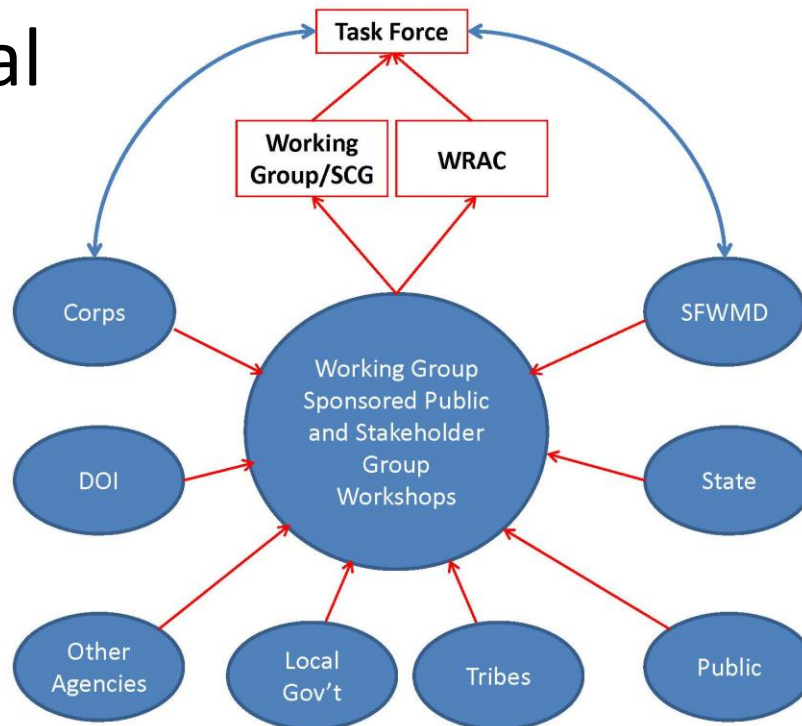 al
Task Force
Working
Group/SCG
WRAC
Corps
SFWMD
Working Group
Sponsored Public
and Stakeholder
Group
Workshops
DOI
State
Other
Agencies
Local
Gov't
Tribes
Public